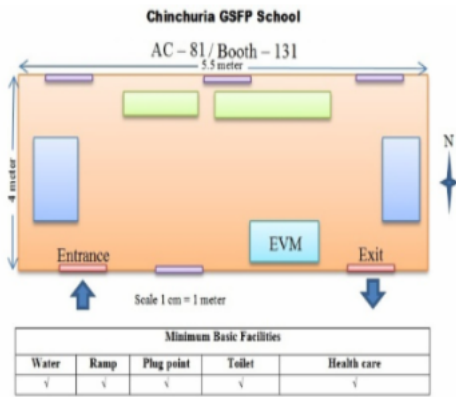 Chinchuria GSFP School
AC – 81/ Booth – 131
5.5 meter
4 meter
N
EVM
Entrance
Exit
Scale 1 cm = 1 meter
Minimum Basic Facilities
Water Ramp Plug point Toilet Health care
√ √ √ √ √